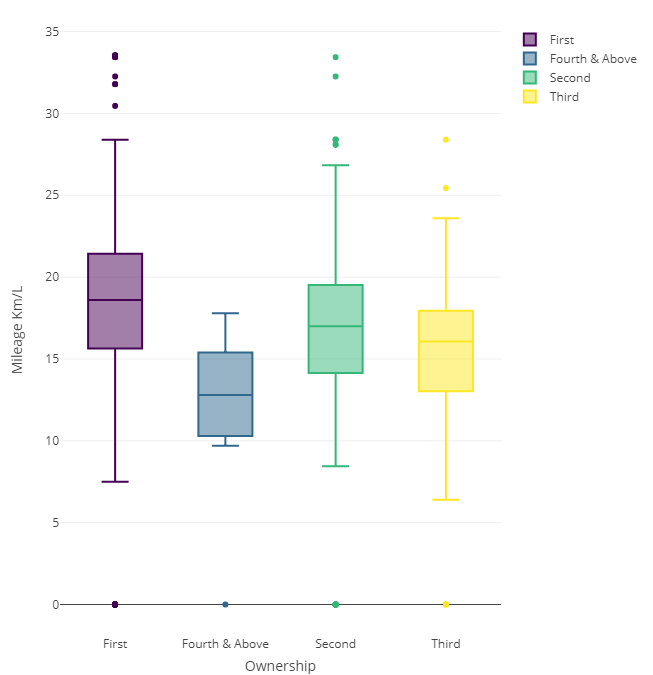 35
30
25
20
15
10
5
0
Mileage Km/L
First
Fourth & Above
Second
Third
Ownership
First
Fourth & Above
Second
Third